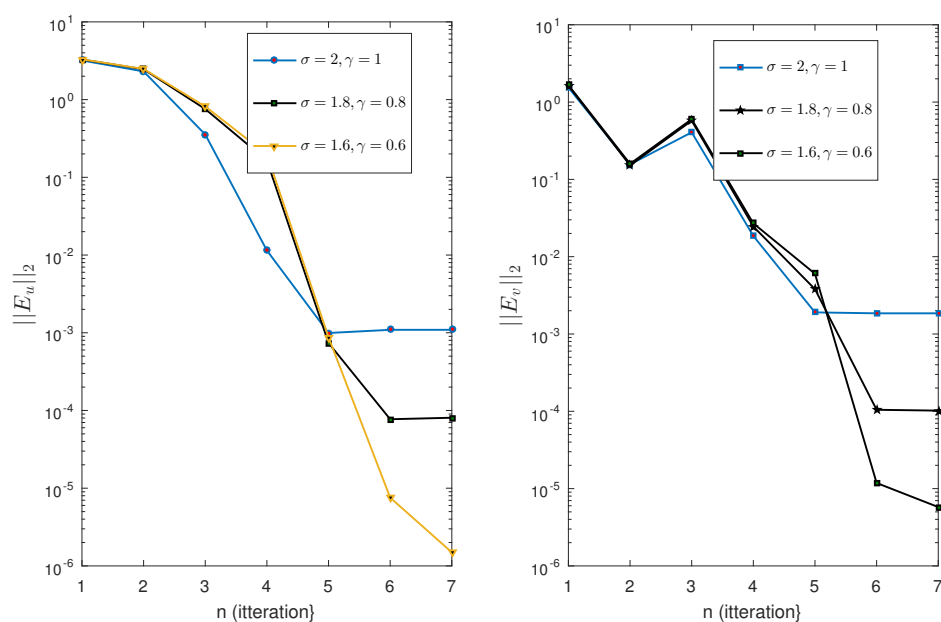 10^1
10^0
10^-1
10^-2
10^-3
10^-4
10^-5
10^-6
||E_u||_2
1 2 3 4 5 6 7
n (itteration}
σ = 2, γ = 1
σ = 1.8, γ = 0.8
σ = 1.6, γ = 0.6
10^1
10^0
10^-1
10^-2
10^-3
10^-4
10^-5
10^-6
||E_v||_2
1 2 3 4 5 6 7
n (itteration}
σ = 2, γ = 1
σ = 1.8, γ = 0.8
σ = 1.6, γ = 0.6